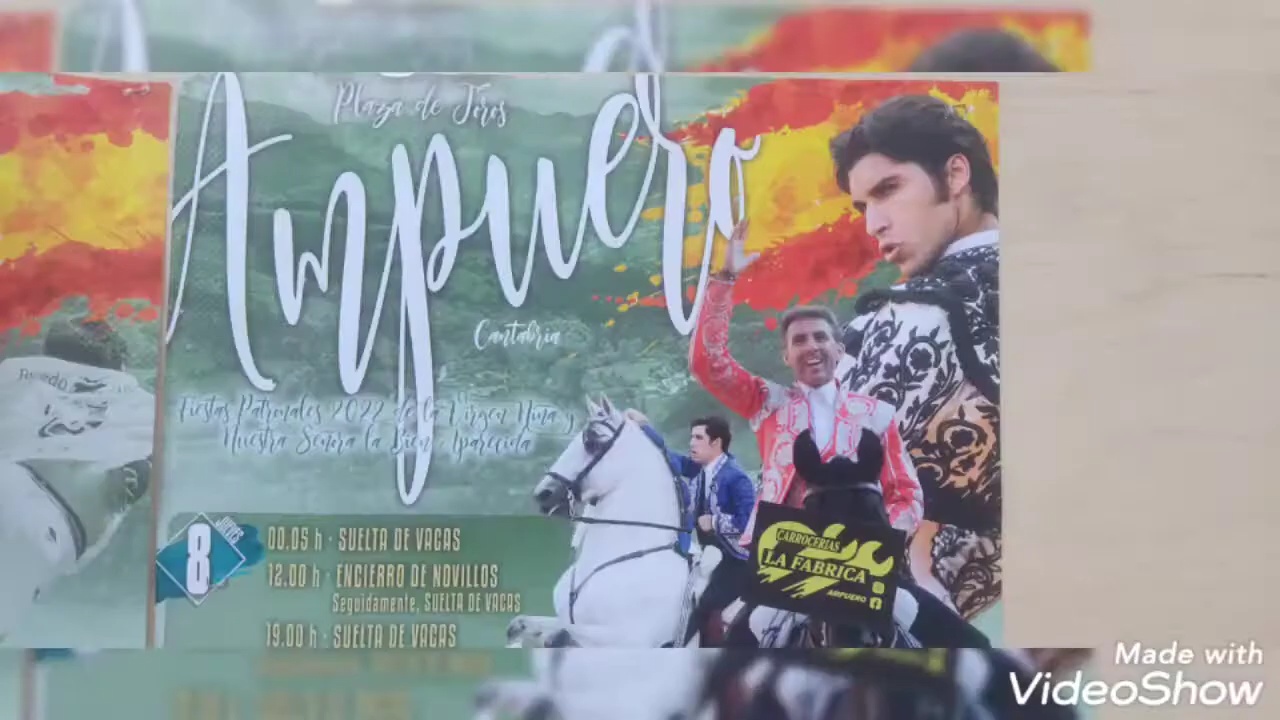 Plaza de Toros
Ampuero
Cantabria
Fiestas Patronales 2022 de la Virgen Niña y
Nuestra Señora la Bien Aparecida
8
JUEVES
00.05 h · SUELTA DE VACAS
12.00 h · ENCIERRO DE NOVILLOS
Seguidamente, SUELTA DE VACAS
19.00 h · SUELTA DE VACAS
CARROCERIAS
LA FABRICA
AMPUERO
Made with
VideoShow